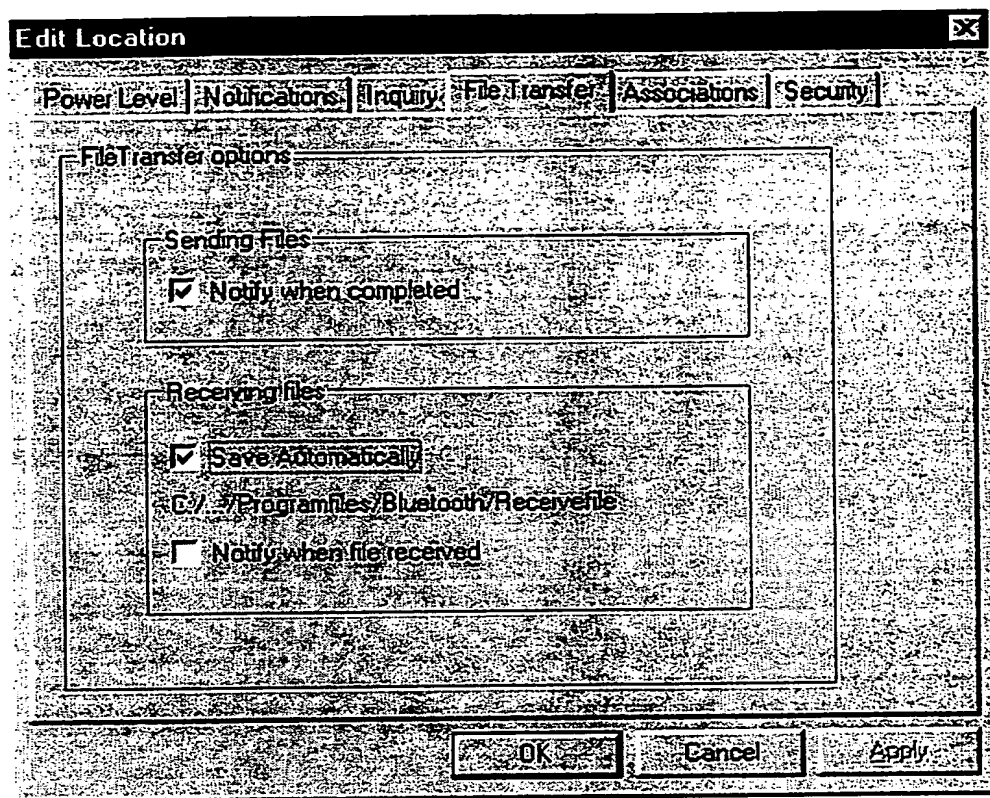 Edit Location
Power Level Notifications Inquiry File Transfer Associations Security
FileTransfer options
Sending Files
Notify when completed
Receiving files
Save Automatically
/Programfiles/Bluetooth/Receivefile
Notify when file received
OK Cancel Apply